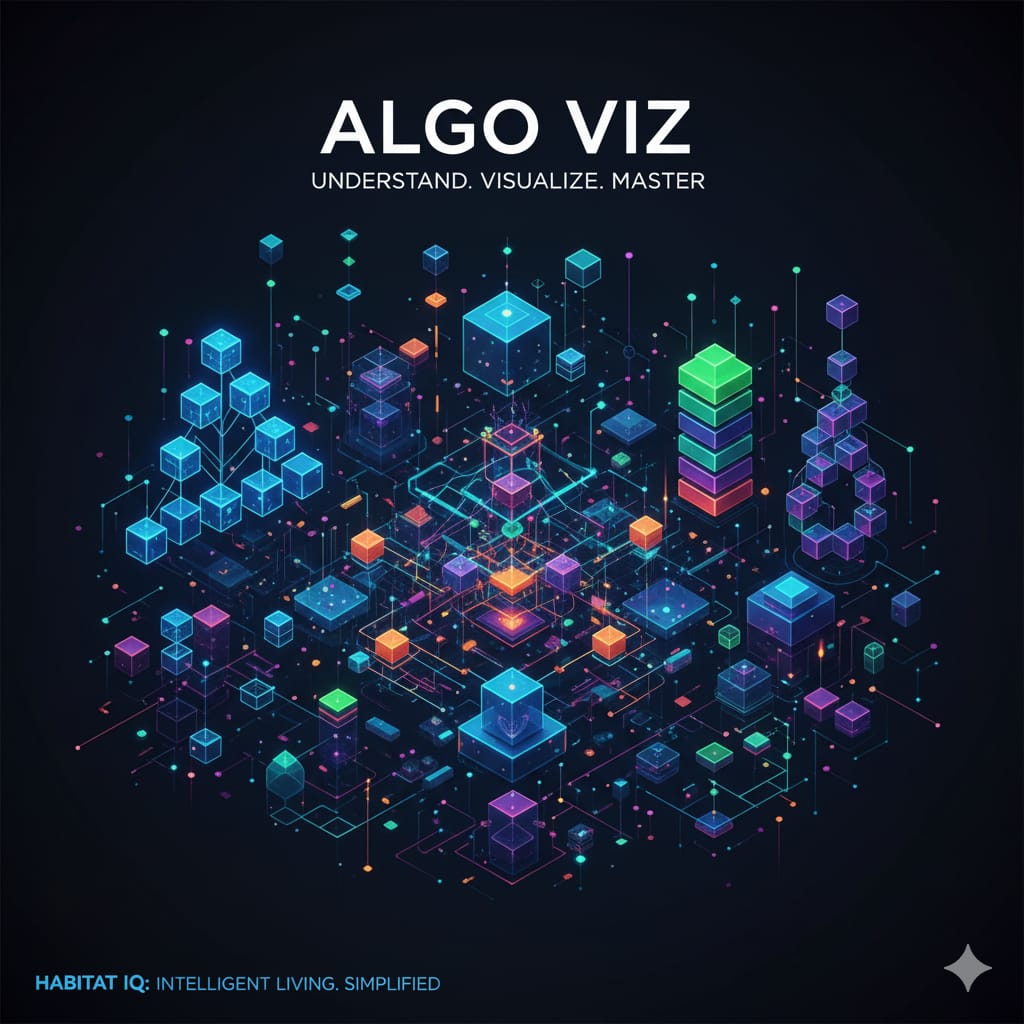 ALGO VIZ
UNDERSTAND. VISUALIZE. MASTER
HABITAT IQ: INTELLIGENT LIVING. SIMPLIFIED